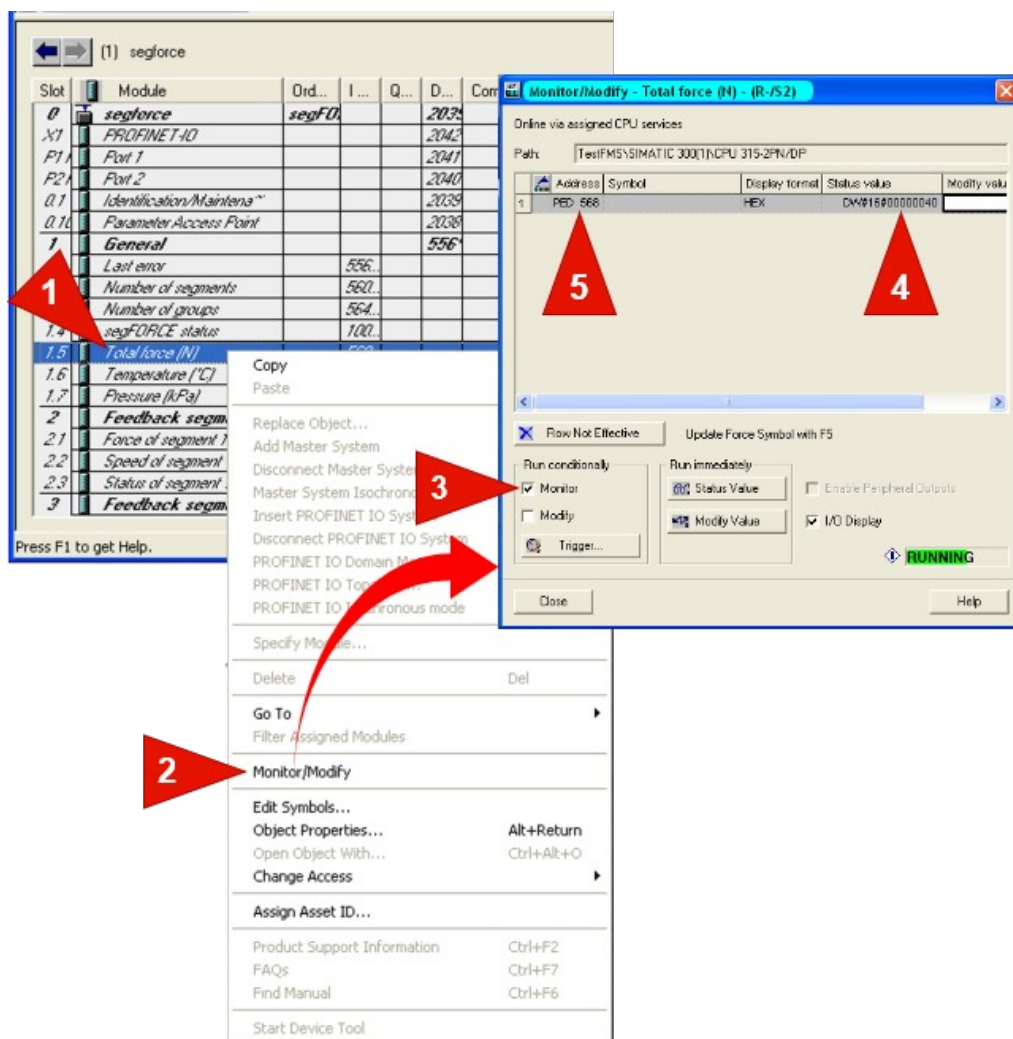 (1) segforce
Slot Module Ord... I ... Q... D... Com
0 segforce segFO 2039
X1 PROFINET-IO 2042
P1 Port 1 2041
P2 Port 2 2040
0.1 Identification/Maintena~ 2039
Parameter Access Point 2038
1 General 556
Last error 556..
Number of segments 560..
Number of groups 564..
1.4 segFORCE status 100..
1.5 Total force (N)
1.6 Temperature (°C)
1.7 Pressure (kPa)
2 Feedback segm
2.1 Force of segment 1
2.2 Speed of segment
2.3 Status of segment
3 Feedback segm
Press F1 to get Help.
1
Copy
Paste
Replace Object...
Add Master System
Disconnect Master System
Master System Isochron
Insert PROFINET IO Syst
Disconnect PROFINET IO System
PROFINET IO Domain M
PROFINET IO Topo
PROFINET IO Isochronous mode
Specify Module...
Delete Del
Go To
Filter Assigned Modules
2
Monitor/Modify
Edit Symbols...
Object Properties... Alt+Return
Open Object With... Ctrl+Alt+O
Change Access
Assign Asset ID...
Product Support Information Ctrl+F2
FAQs Ctrl+F7
Find Manual Ctrl+F6
Start Device Tool
Monitor/Modify - Total force (N) - (R-/S2)
Online via assigned CPU services
Path: TestFMS\SIMATIC 300(1)\CPU 315-2PN/DP
Address Symbol Display format Status value Modify valu
1 PED 568 HEX DW#16#00000040
5 4
Row Not Effective Update Force Symbol with F5
Run conditionally Run immediately
3
Monitor Status Value Enable Peripheral Outputs
Modify Modify Value I/O Display
Trigger... RUNNING
Close Help